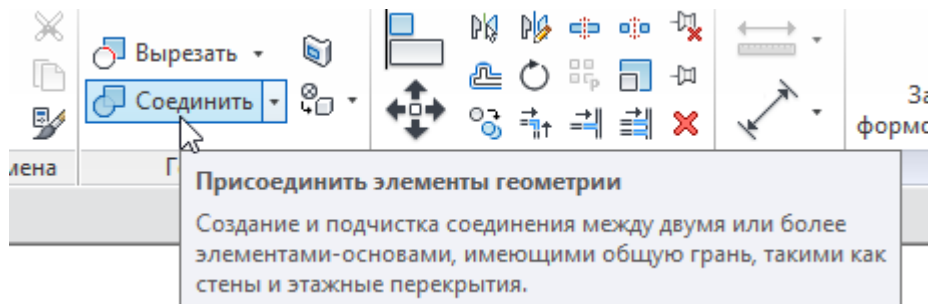 Вырезать
Соединить
За
формо
мена
Г
Присоединить элементы геометрии
Создание и подчистка соединения между двумя или более
элементами-основами, имеющими общую грань, такими как
стены и этажные перекрытия.